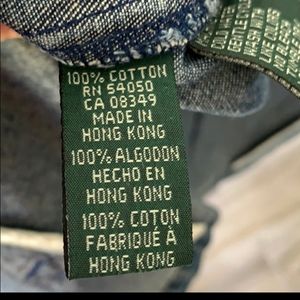 100% COTTON
RN 54050
CA 08349
MADE IN
HONG KONG
100% ALGODON
HECHO EN
HONG KONG
100% COTON
FABRIQUÉ À
HONG KONG